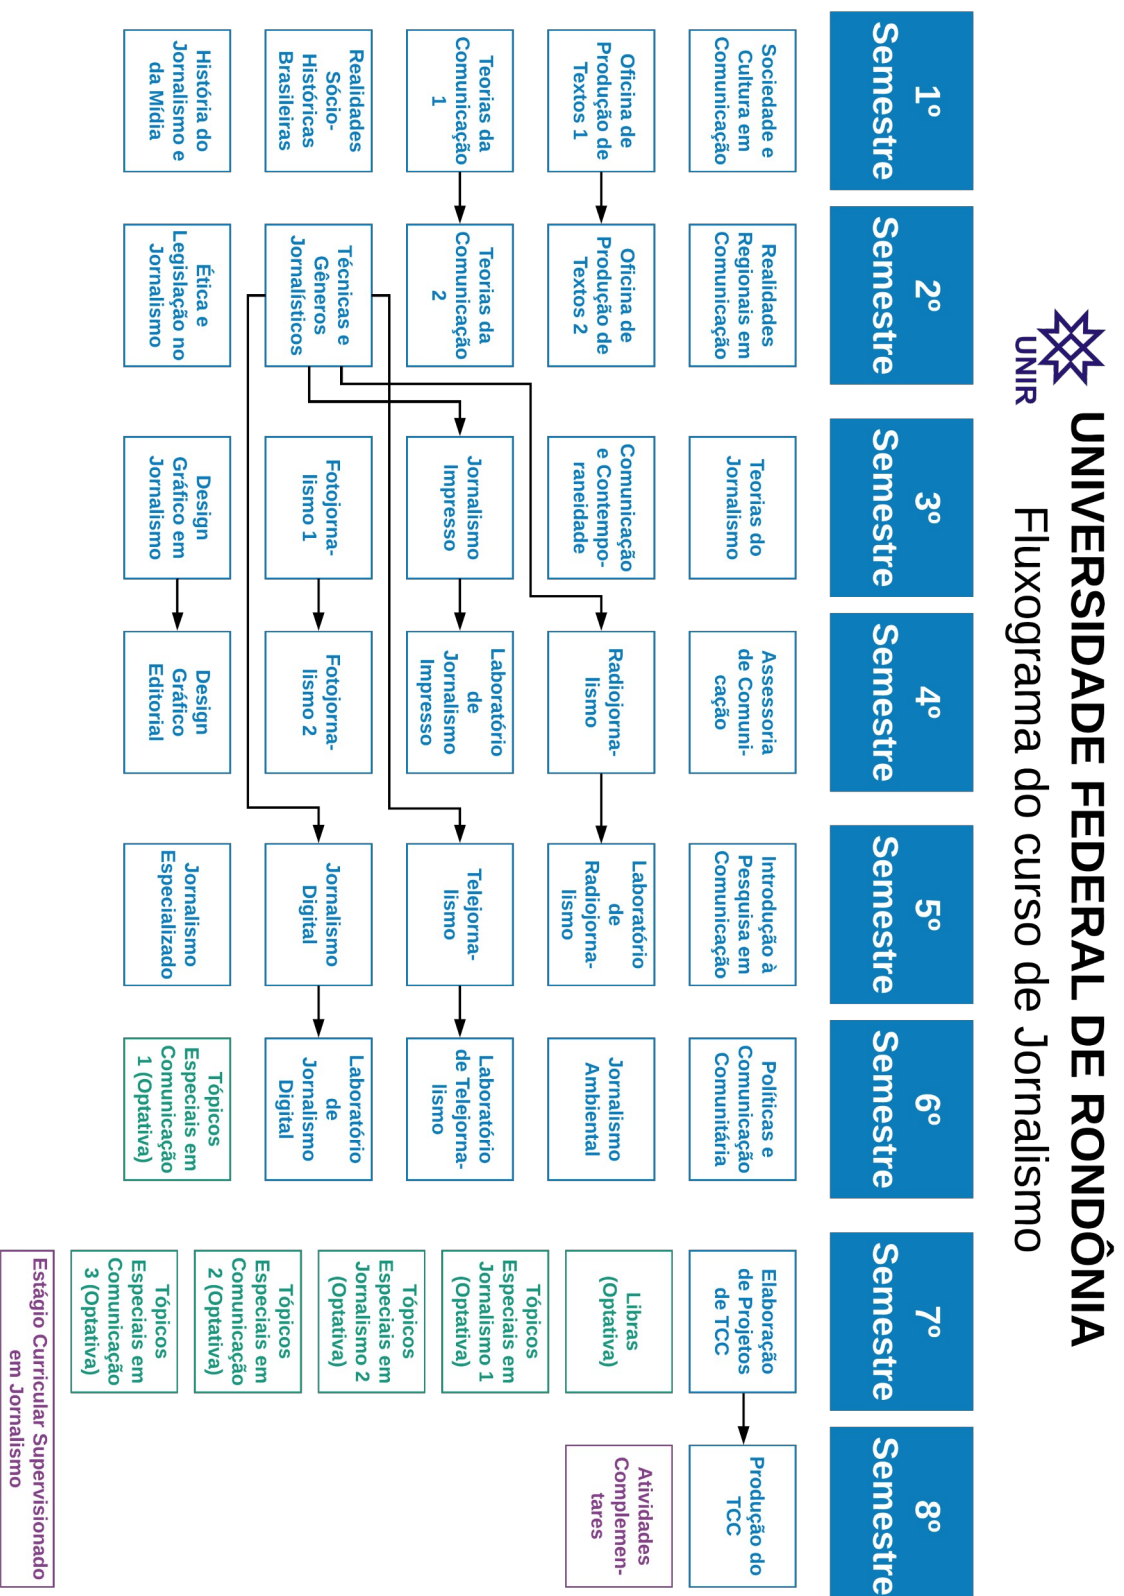 UNIR
UNIVERSIDADE FEDERAL DE RONDÔNIA
Fluxograma do curso de Jornalismo
1º
Semestre
2º
Semestre
3º
Semestre
4º
Semestre
5º
Semestre
6º
Semestre
7º
Semestre
8º
Semestre
Sociedade e
Cultura em
Comunicação
Realidades
Regionais em
Comunicação
Teorias do
Jornalismo
Assessoria
de Comuni-
cação
Introdução à
Pesquisa em
Comunicação
Políticas e
Comunicação
Comunitária
Elaboração
de Projetos
de TCC
Produção do
TCC
Oficina de
Produção de
Textos 1
Oficina de
Produção de
Textos 2
Comunicação
e Contempo-
raneidade
Radiojorna-
lismo
Laboratório
de
Radiojorna-
lismo
Jornalismo
Ambiental
Libras
(Optativa)
Atividades
Complemen-
tares
Teorias da
Comunicação
1
Teorias da
Comunicação
2
Jornalismo
Impresso
Laboratório
de
Jornalismo
Impresso
Telejorna-
lismo
Laboratório
de Telejorna-
lismo
Tópicos
Especiais em
Jornalismo 1
(Optativa)
Realidades
Sócio-
Históricas
Brasileiras
Técnicas e
Gêneros
Jornalísticos
Fotojorna-
lismo 1
Fotojorna-
lismo 2
Jornalismo
Digital
Laboratório
de
Jornalismo
Digital
Tópicos
Especiais em
Jornalismo 2
(Optativa)
História do
Jornalismo e
da Mídia
Ética e
Legislação no
Jornalismo
Design
Gráfico em
Jornalismo
Design
Gráfico
Editorial
Jornalismo
Especializado
Tópicos
Especiais em
Comunicação
1 (Optativa)
Tópicos
Especiais em
Comunicação
2 (Optativa)
Tópicos
Especiais em
Comunicação
3 (Optativa)
Estágio Curricular Supervisionado
em Jornalismo